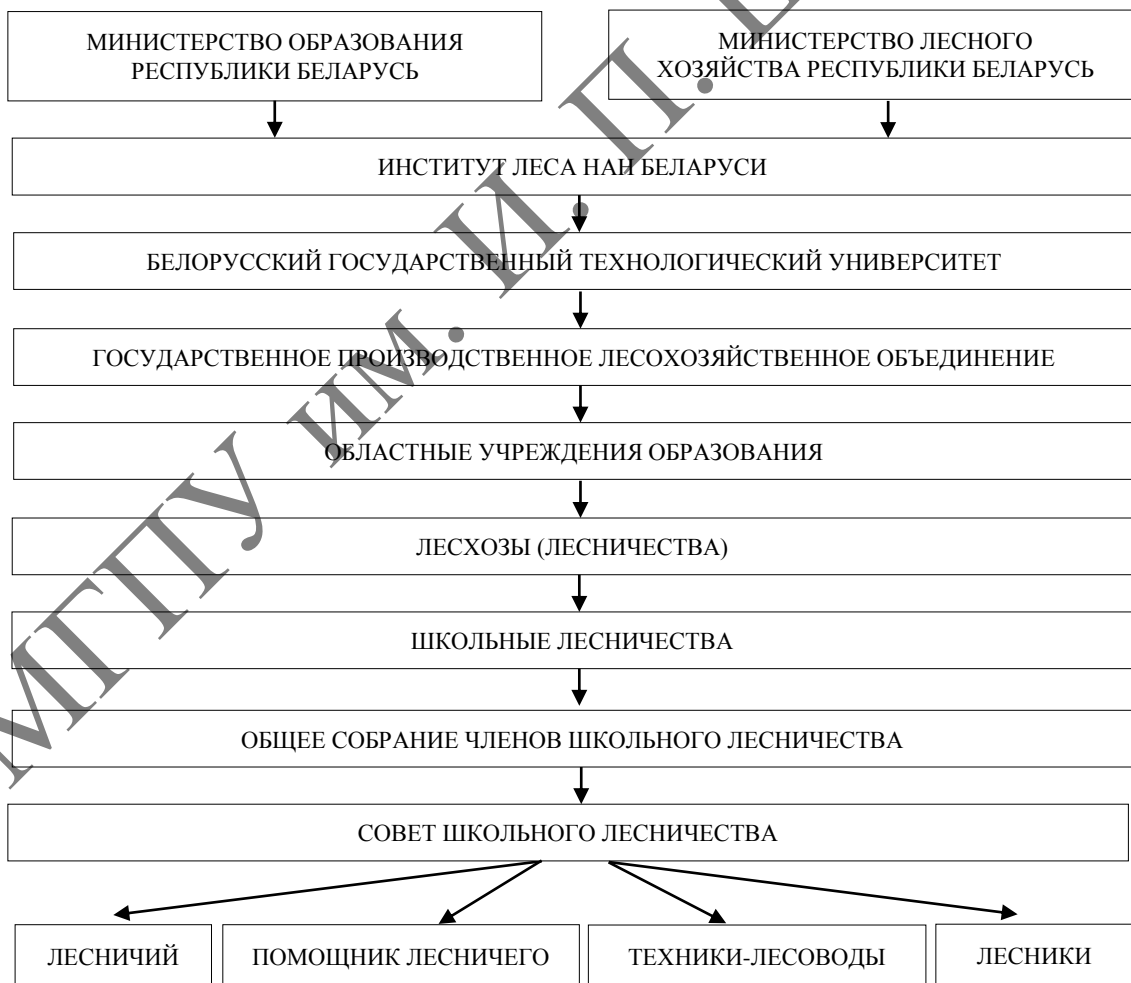 МИНИСТЕРСТВО ОБРАЗОВАНИЯ
РЕСПУБЛИКИ БЕЛАРУСЬ
МИНИСТЕРСТВО ЛЕСНОГО
ХОЗЯЙСТВА РЕСПУБЛИКИ БЕЛАРУСЬ
ИНСТИТУТ ЛЕСА НАН БЕЛАРУСИ
БЕЛОРУССКИЙ ГОСУДАРСТВЕННЫЙ ТЕХНОЛОГИЧЕСКИЙ УНИВЕРСИТЕТ
ГОСУДАРСТВЕННОЕ ПРОИЗВОДСТВЕННОЕ ЛЕСОХОЗЯЙСТВЕННОЕ ОБЪЕДИНЕНИЕ
ОБЛАСТНЫЕ УЧРЕЖДЕНИЯ ОБРАЗОВАНИЯ
ЛЕСХОЗЫ (ЛЕСНИЧЕСТВА)
ШКОЛЬНЫЕ ЛЕСНИЧЕСТВА
ОБЩЕЕ СОБРАНИЕ ЧЛЕНОВ ШКОЛЬНОГО ЛЕСНИЧЕСТВА
СОВЕТ ШКОЛЬНОГО ЛЕСНИЧЕСТВА
ЛЕСНИЧИЙ
ПОМОЩНИК ЛЕСНИЧЕГО
ТЕХНИКИ-ЛЕСОВОДЫ
ЛЕСНИКИ
МГПУ им. И. П.